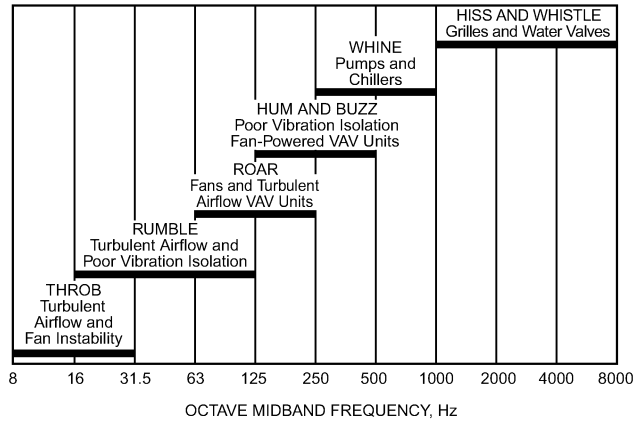 HISS AND WHISTLE
Grilles and Water Valves
WHINE
Pumps and
Chillers
HUM AND BUZZ
Poor Vibration Isolation
Fan-Powered VAV Units
ROAR
Fans and Turbulent
Airflow VAV Units
RUMBLE
Turbulent Airflow and
Poor Vibration Isolation
THROB
Turbulent
Airflow and
Fan Instability
8 16 31.5 63 125 250 500 1000 2000 4000 8000
OCTAVE MIDBAND FREQUENCY, Hz